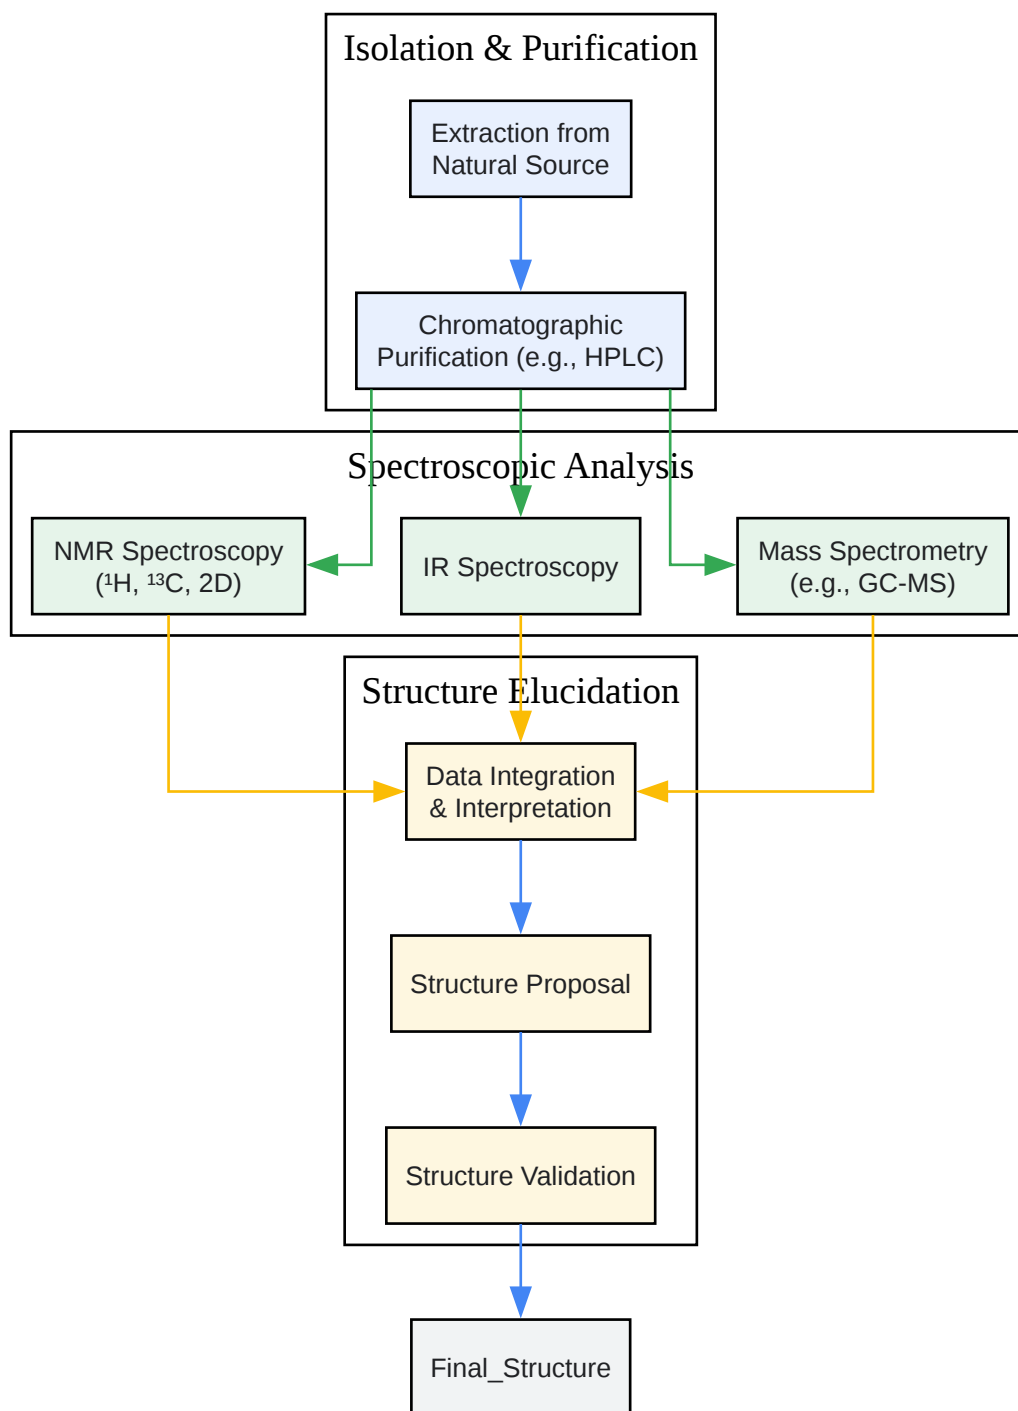 Isolation & Purification
Extraction from
Natural Source
Chromatographic
Purification (e.g., HPLC)
Spectroscopic Analysis
NMR Spectroscopy
(¹H, ¹³C, 2D)
IR Spectroscopy
Mass Spectrometry
(e.g., GC-MS)
Structure Elucidation
Data Integration
& Interpretation
Structure Proposal
Structure Validation
Final_Structure